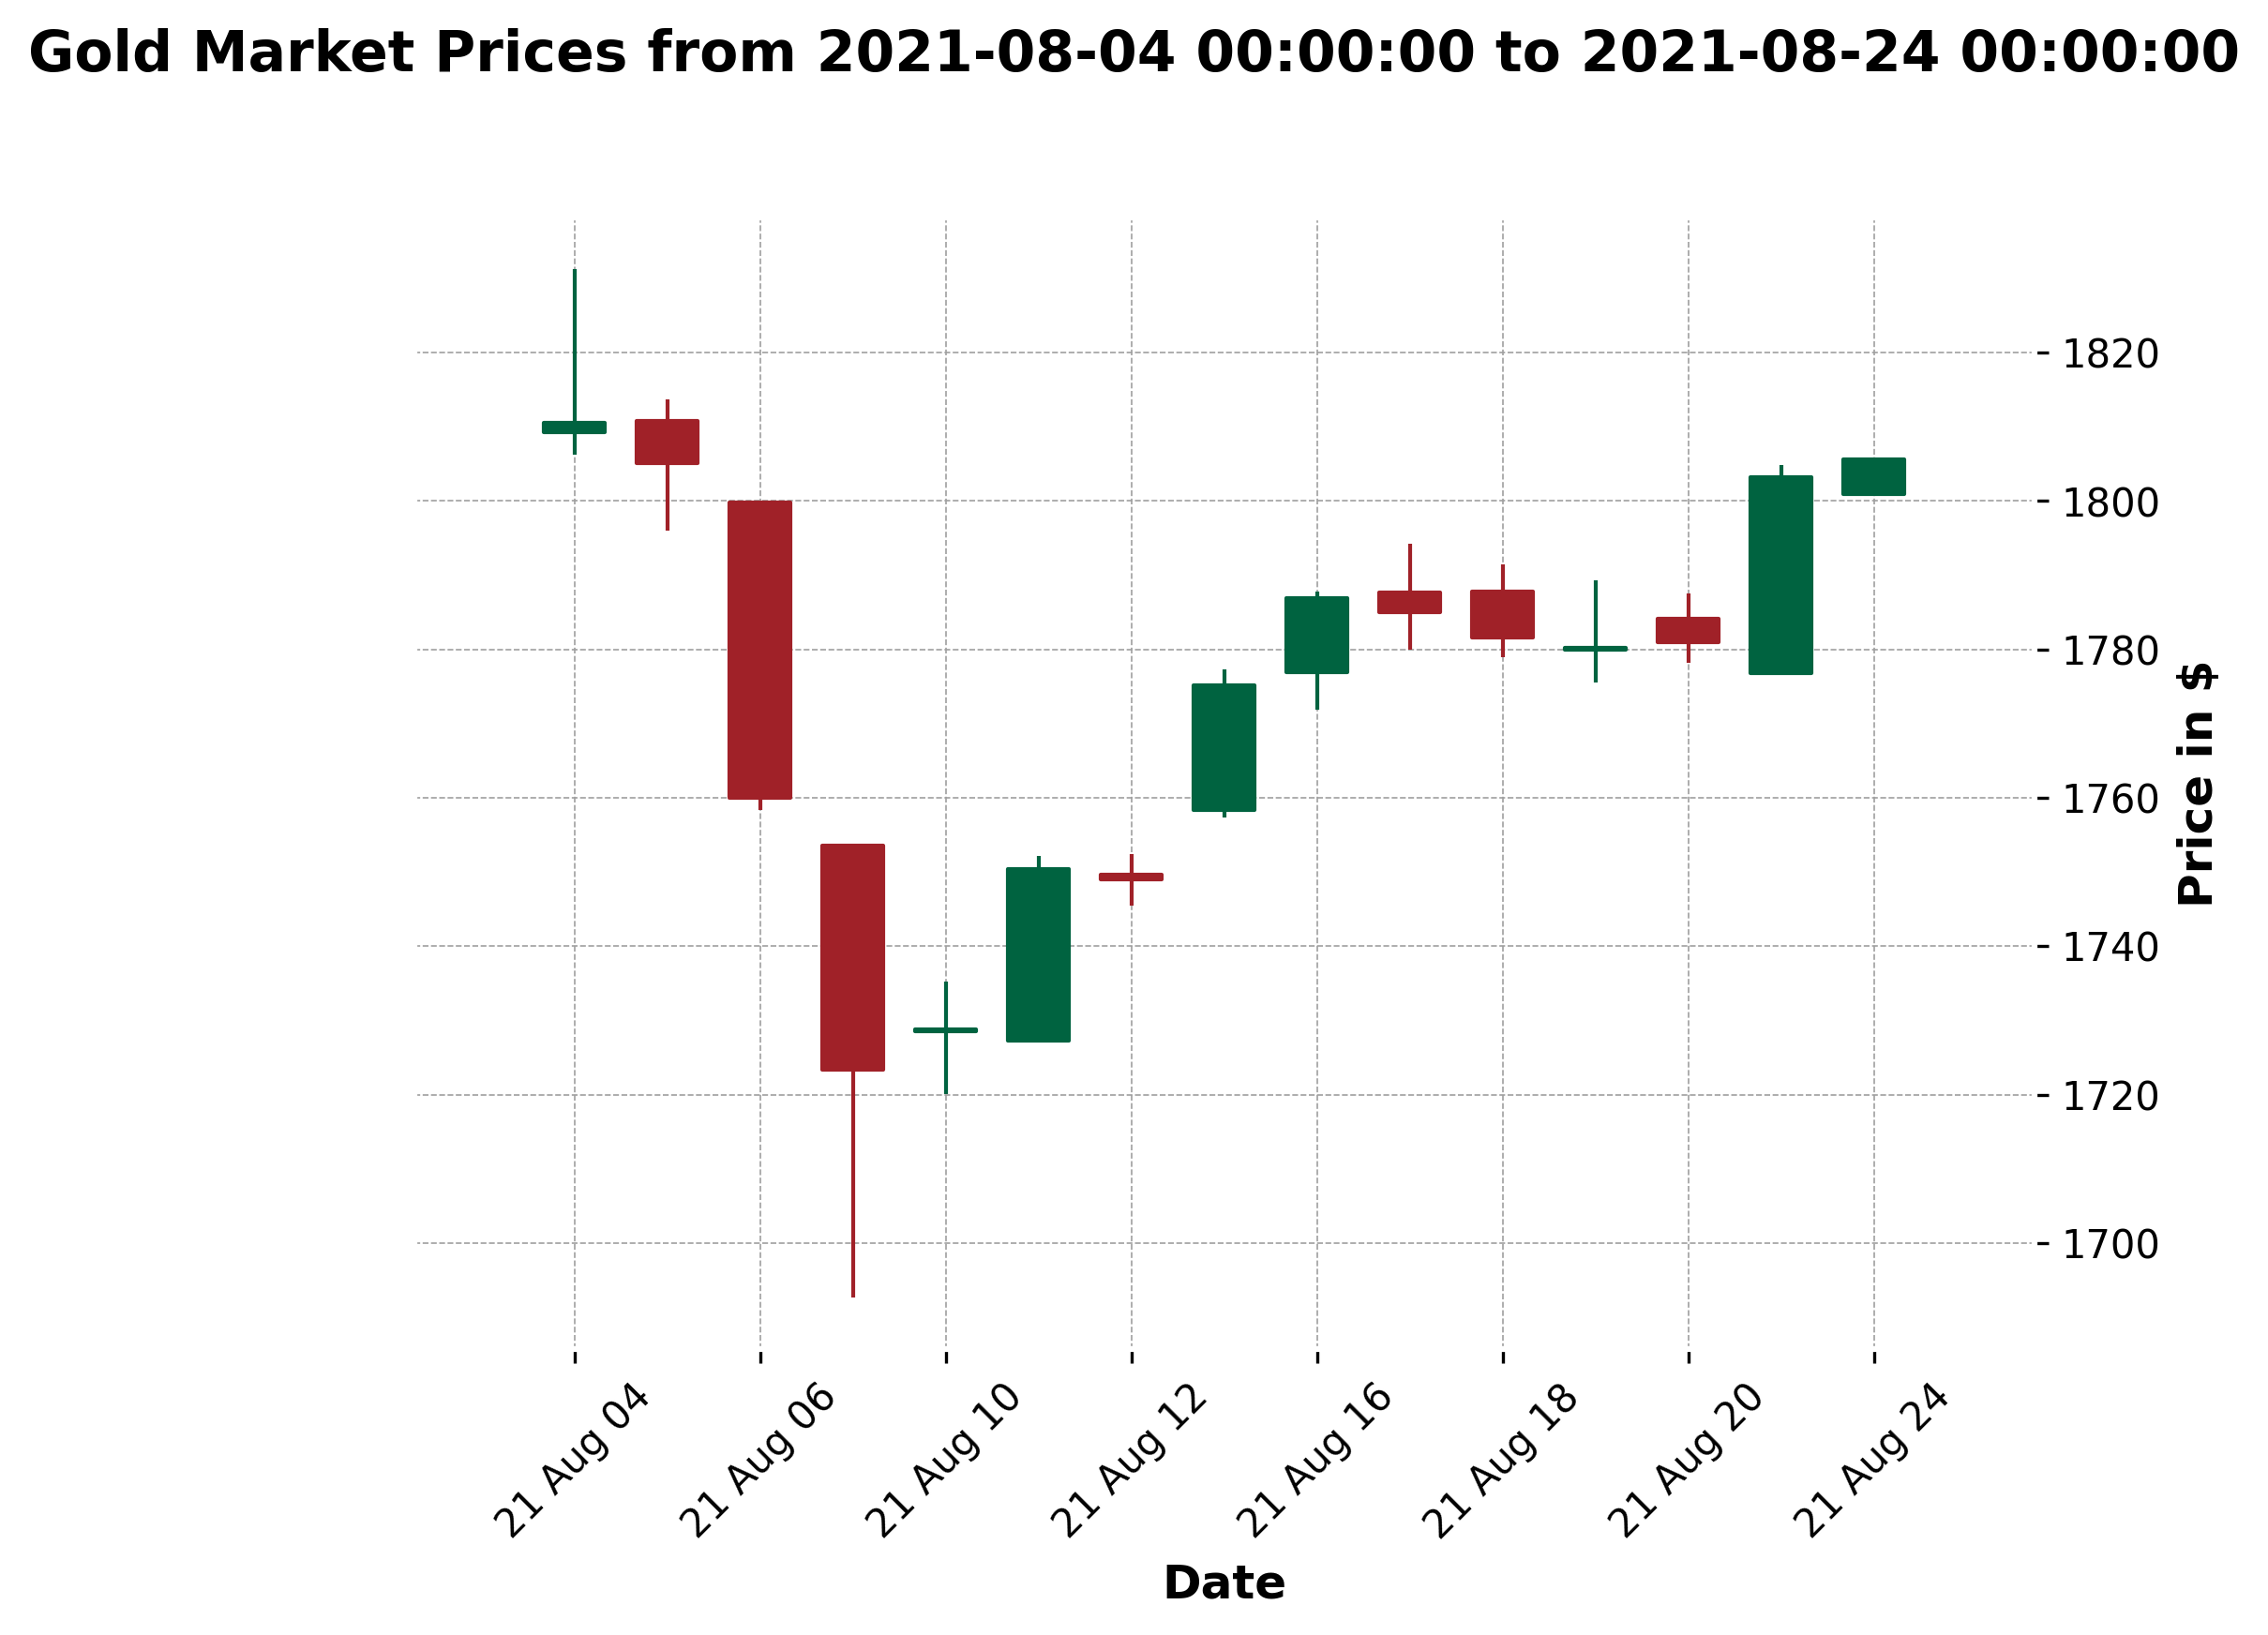 Gold Market Prices from 2021-08-04 00:00:00 to 2021-08-24 00:00:00
1820
1800
1780
1760
1740
1720
1700
Price in $
21 Aug 04
21 Aug 06
21 Aug 10
21 Aug 12
21 Aug 16
21 Aug 18
21 Aug 20
21 Aug 24
Date